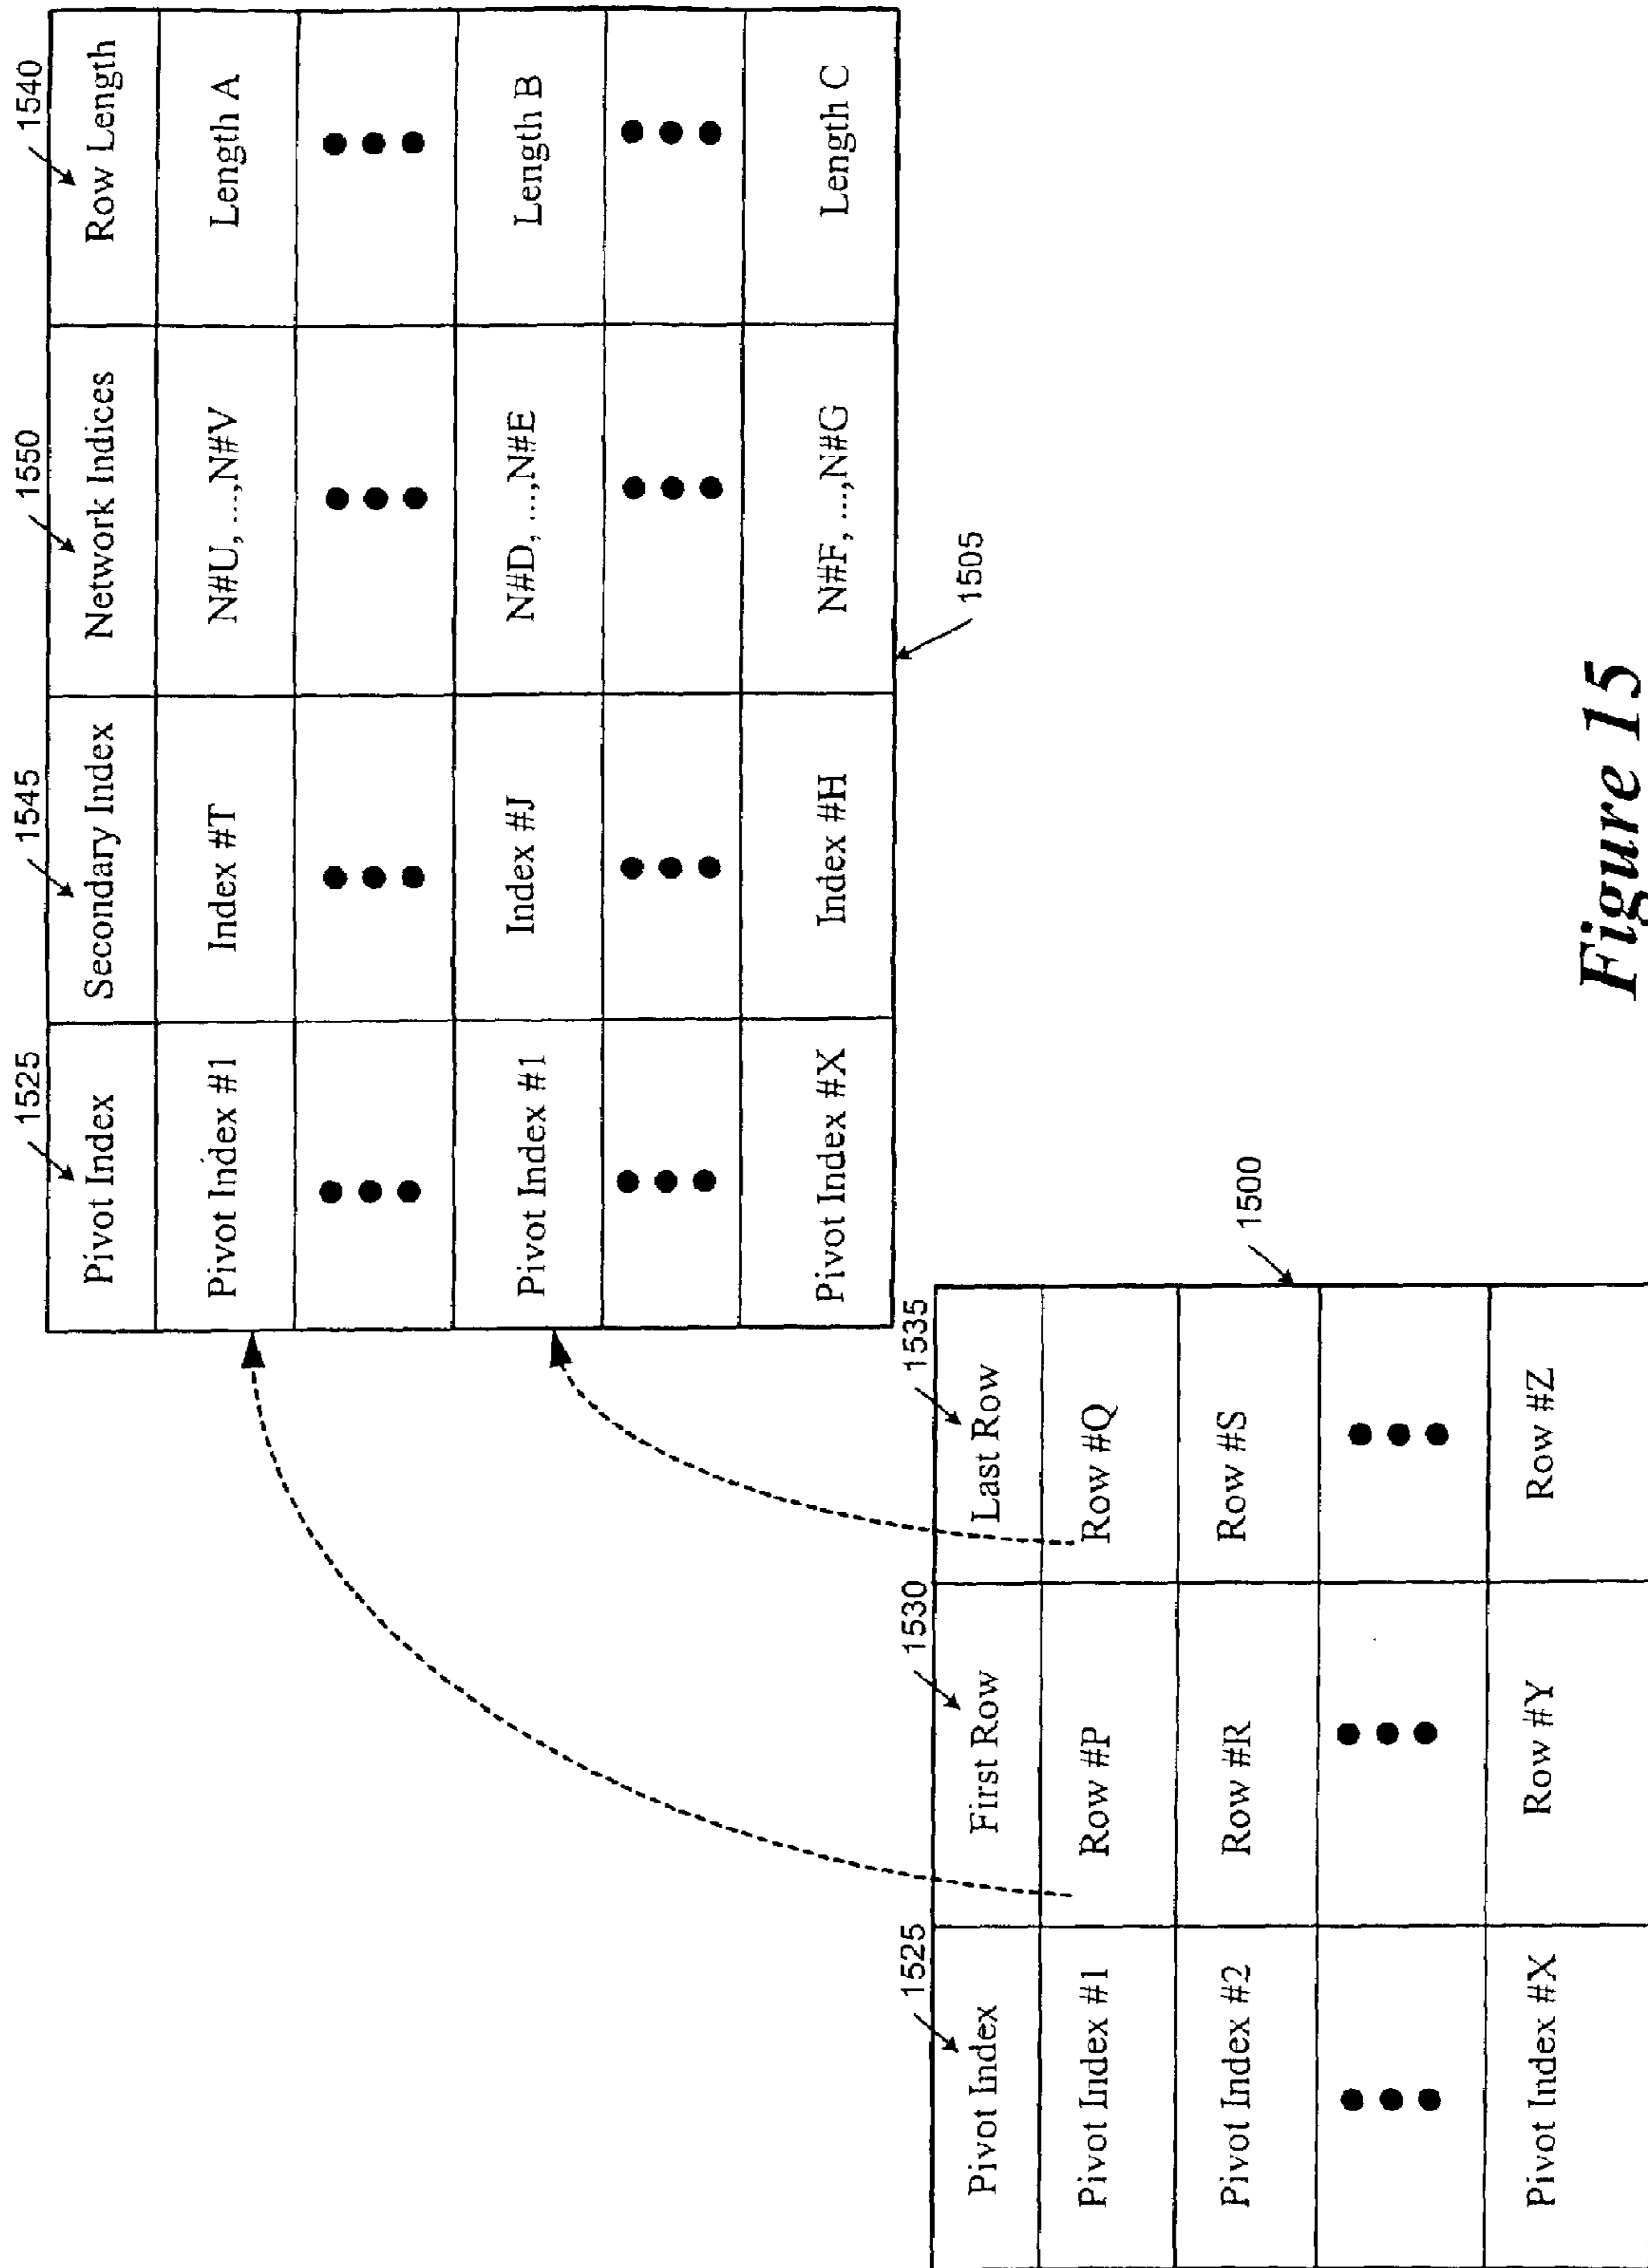 1525 1545 1550 1540
Pivot Index Secondary Index Network Indices Row Length
Pivot Index #1 Index #T N#U, ...,N#V Length A
Pivot Index #1 Index #J N#D, ...,N#E Length B
Pivot Index #X Index #H N#F, ...,N#G Length C
1505
1525 1530 1535
Pivot Index First Row Last Row
Pivot Index #1 Row #P Row #Q
Pivot Index #2 Row #R Row #S
Pivot Index #X Row #Y Row #Z
1500
Figure 15